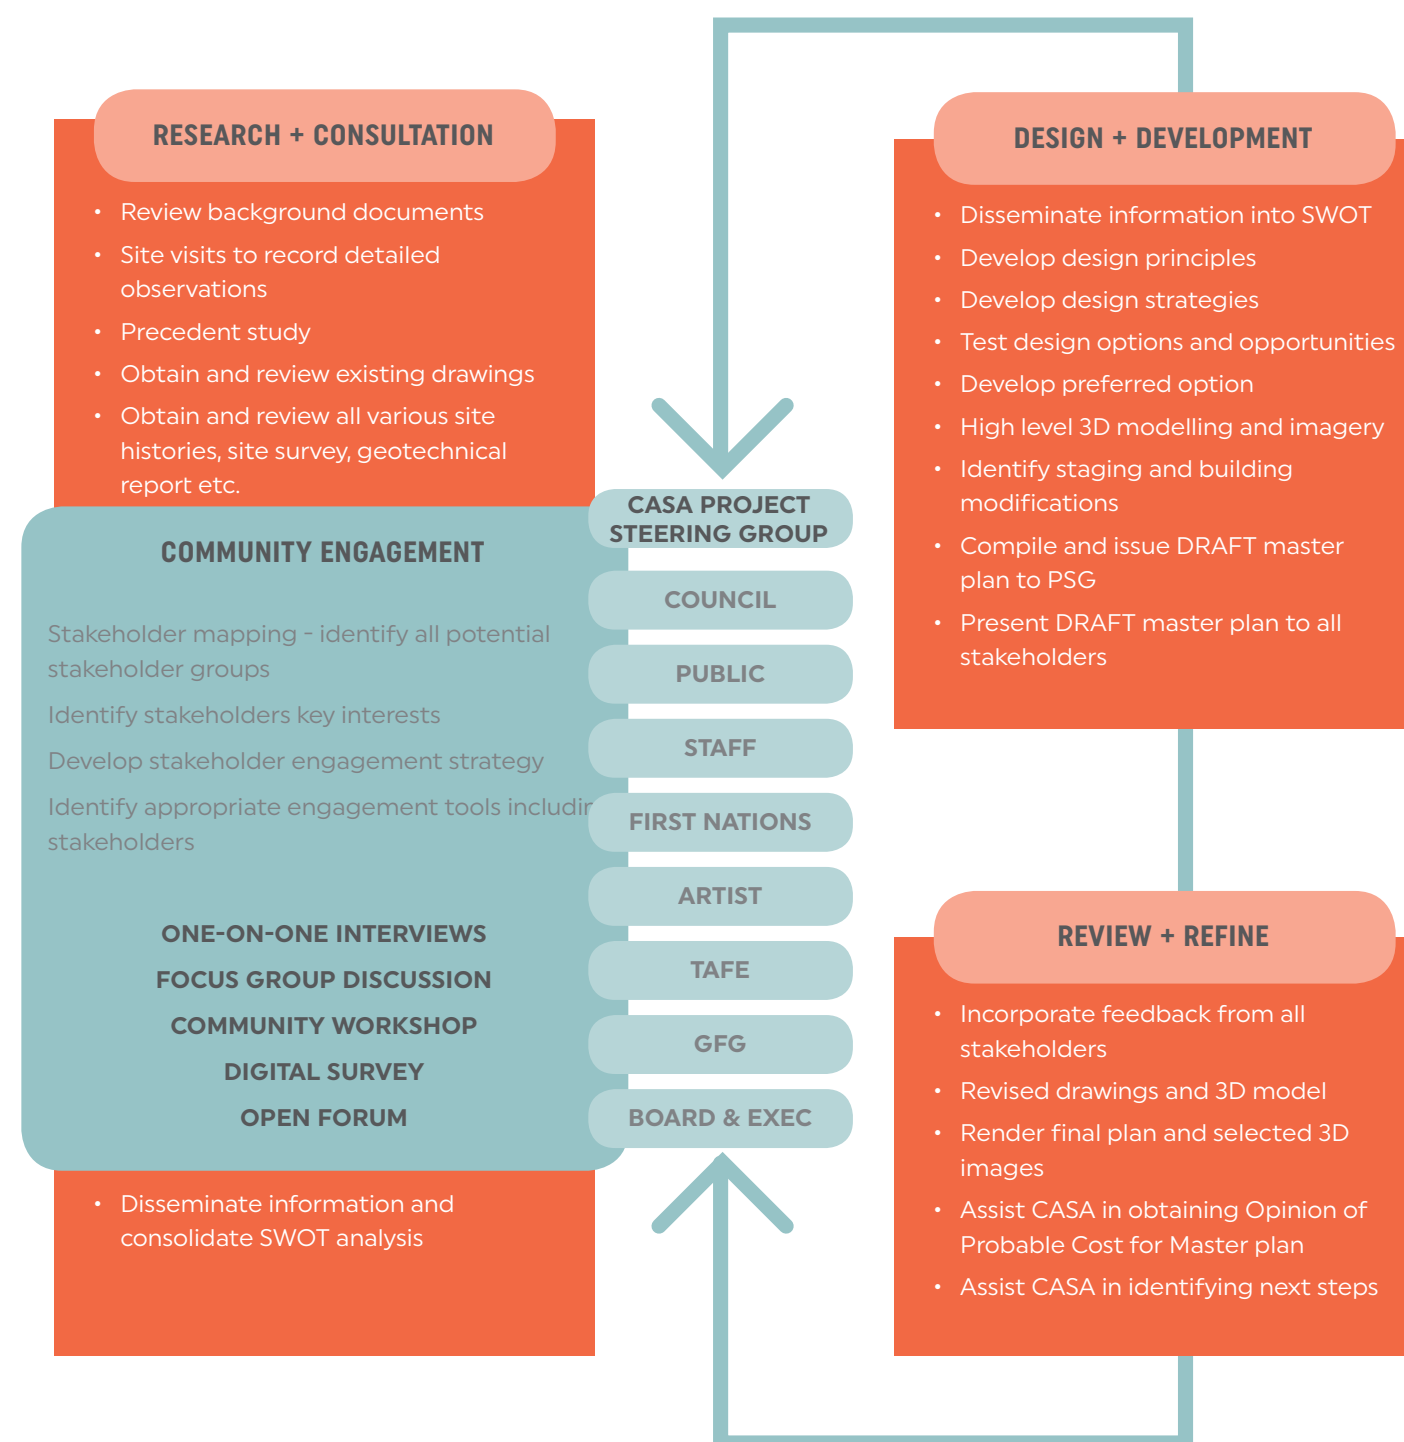 RESEARCH + CONSULTATION
• Review background documents
• Site visits to record detailed
observations
• Precedent study
• Obtain and review existing drawings
• Obtain and review all various site
histories, site survey, geotechnical
report etc.
COMMUNITY ENGAGEMENT
Stakeholder mapping - identify all potential
stakeholder groups
Identify stakeholders key interests
Develop stakeholder engagement strategy
Identify appropriate engagement tools
stakeholders
ONE-ON-ONE INTERVIEWS
FOCUS GROUP DISCUSSION
COMMUNITY WORKSHOP
DIGITAL SURVEY
OPEN FORUM
• Disseminate information and
consolidate SWOT analysis
CASA PROJECT
STEERING GROUP
COUNCIL
PUBLIC
STAFF
FIRST NATIONS
ARTIST
TAFE
GFG
BOARD & EXEC
DESIGN + DEVELOPMENT
• Disseminate information into SWOT
• Develop design principles
• Develop design strategies
• Test design options and opportunities
• Develop preferred option
• High level 3D modelling and imagery
• Identify staging and building
modifications
• Compile and issue DRAFT master
plan to PSG
• Present DRAFT master plan to all
stakeholders
REVIEW + REFINE
• Incorporate feedback from all
stakeholders
• Revised drawings and 3D model
• Render final plan and selected 3D
images
• Assist CASA in obtaining Opinion of
Probable Cost for Master plan
• Assist CASA in identifying next steps